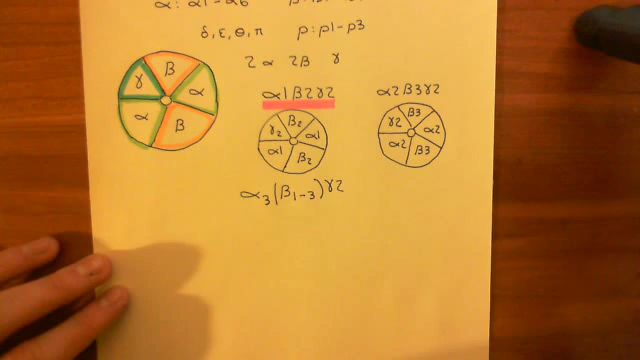 α: α1-α6
δ, ε, θ, π ρ: ρ1-ρ3
2α 2β γ
γ β α β α
α1β2γ2 α2β3γ2
γ2 β2 α1 β2 α1
γ2 β3 α2 β3 α2
α3(β1-3)γ2